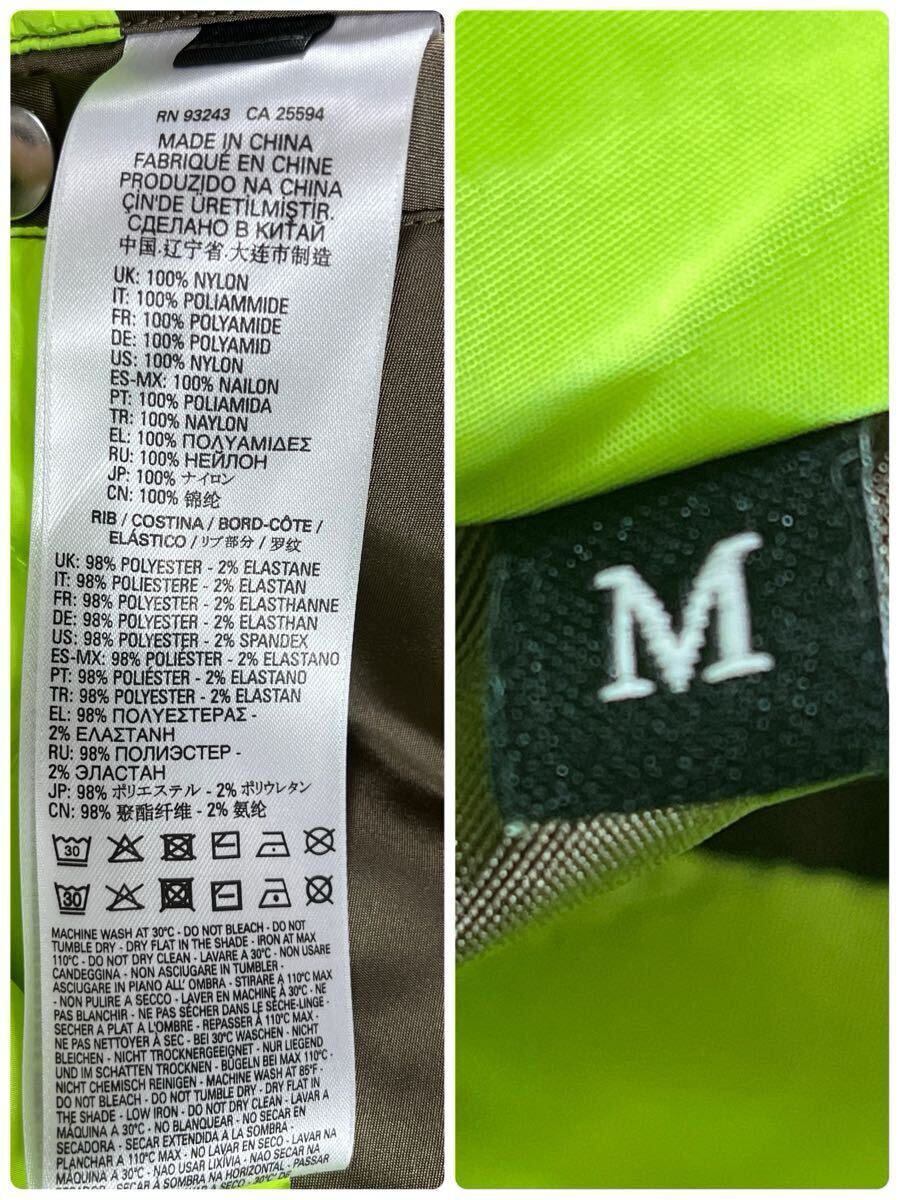 RN 93243 CA 25594
MADE IN CHINA
FABRIQUÉ EN CHINE
PRODUZIDO NA CHINA
ÇİN'DE ÜRETİLMİŞTİR.
СДЕЛАНО В КИТАЙ
中国.辽宁省.大连市制造
UK: 100% NYLON
IT: 100% POLIAMMIDE
FR: 100% POLYAMIDE
DE: 100% POLYAMID
US: 100% NYLON
ES-MX: 100% NAILON
PT: 100% POLIAMIDA
TR: 100% NAYLON
EL: 100% ΠΟΛΥΑΜΙΔΕΣ
RU: 100% НЕЙЛОН
JP: 100% ナイロン
CN: 100% 锦纶
RIB / COSTINA / BORD-CÔTE /
ELÁSTICO / リブ部分 / 罗纹
UK: 98% POLYESTER - 2% ELASTANE
IT: 98% POLIESTERE - 2% ELASTAN
FR: 98% POLYESTER - 2% ELASTHANNE
DE: 98% POLYESTER - 2% ELASTHAN
US: 98% POLYESTER - 2% SPANDEX
ES-MX: 98% POLIÉSTER - 2% ELASTANO
PT: 98% POLIÉSTER - 2% ELASTANO
TR: 98% POLYESTER - 2% ELASTAN
EL: 98% ΠΟΛΥΕΣΤΕΡΑΣ -
2% ΕΛΑΣΤΑΝΗ
RU: 98% ПОЛИЭСТЕР -
2% ЭЛАСТАН
JP: 98% ポリエステル - 2% ポリウレタン
CN: 98% 聚酯纤维 - 2% 氨纶
30
30
MACHINE WASH AT 30°C - DO NOT BLEACH - DO NOT
TUMBLE DRY - DRY FLAT IN THE SHADE - IRON AT MAX
110°C - DO NOT DRY CLEAN - LAVARE A 30°C - NON USARE
CANDEGGINA - NON ASCIUGARE IN TUMBLER -
ASCIUGARE IN PIANO ALL' OMBRA - STIRARE A 110°C MAX
- NON PULIRE A SECCO - LAVER EN MACHINE À 30°C - NE
PAS BLANCHIR - NE PAS SÉCHER DANS LE SÈCHE-LINGE -
SECHER A PLAT A L'OMBRE - REPASSER À 110°C MAX -
NE PAS NETTOYER À SEC - BEI 30°C WASCHEN - NICHT
BLEICHEN - NICHT TROCKNERGEEIGNET - NUR LIEGEND
UND IM SCHATTEN TROCKNEN - BÜGELN BEI MAX 110°C -
NICHT CHEMISCH REINIGEN - MACHINE WASH AT 86°F -
DO NOT BLEACH - DO NOT TUMBLE DRY - DRY FLAT IN
THE SHADE - LOW IRON - DO NOT DRY CLEAN - LAVAR A
MÁQUINA A 30°C - NO BLANQUEAR - NO SECAR EN
SECADORA - SECAR EXTENDIDA A LA SOMBRA -
PLANCHAR A 110°C MAX - NO LAVAR EN SECO - LAVAR NA
MÁQUINA A 30°C - NÃO USAR LIXÍVIA - NÃO SECAR NA
SECADOR - SECAR NA HORIZONTAL - PASSAR
M